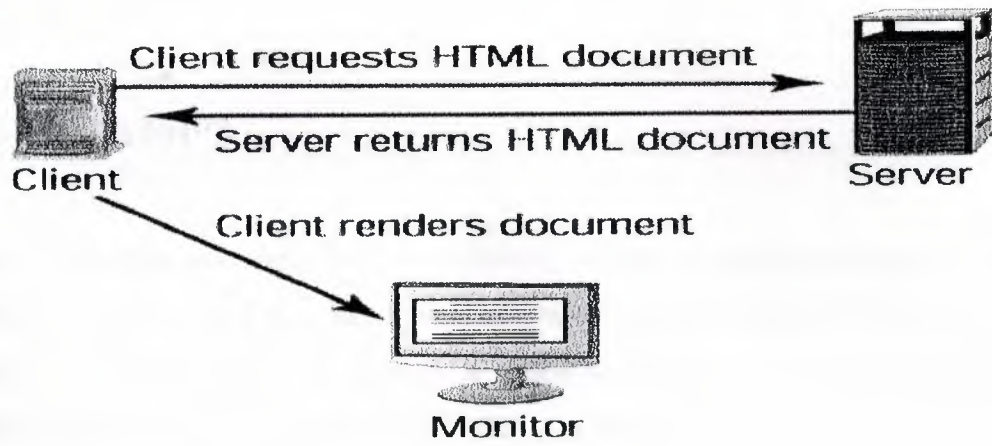 Client requests HTML document
Server returns HTML document
Client
Server
Client renders document
Monitor